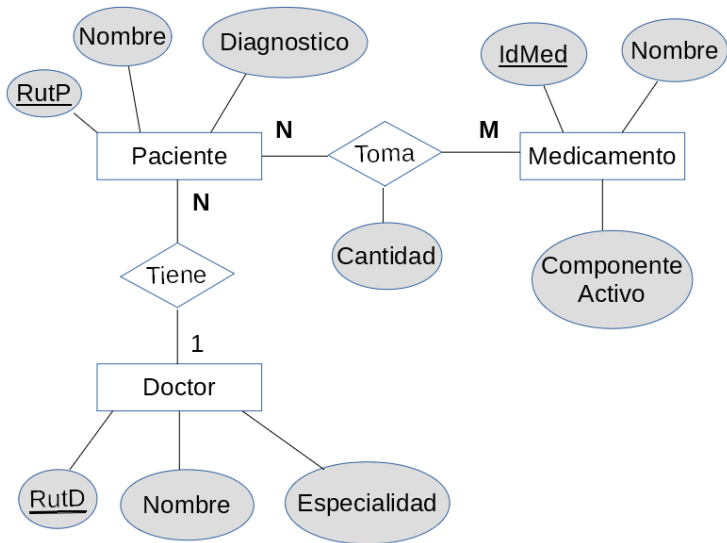 Nombre
Diagnostico
IdMed
Nombre
RutP
Paciente
N
Toma
M
Medicamento
N
Cantidad
Componente
Activo
Tiene
1
Doctor
RutD
Nombre
Especialidad